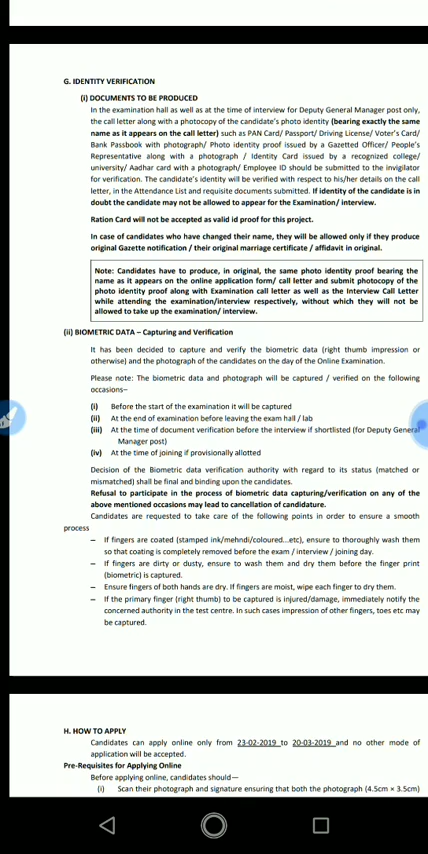 G. IDENTITY VERIFICATION
(i) DOCUMENTS TO BE PRODUCED
In the examination hall as well as at the time of interview for Deputy General Manager post only,
the call letter along with a photocopy of the candidate's photo identity (bearing exactly the same
name as it appears on the call letter) such as PAN Card/ Passport/ Driving License/ Voter's Card/
Bank Passbook with photograph/ Photo identity proof issued by a Gazetted Officer/ People's
Representative along with a photograph / Identity Card issued by a recognized college/
university/ Aadhar card with a photograph/ Employee ID should be submitted to the invigilator
for verification. The candidate's identity will be verified with respect to his/her details on the call
letter, in the Attendance List and requisite documents submitted. If identity of the candidate is in
doubt the candidate may not be allowed to appear for the Examination/ interview.
Ration Card will not be accepted as valid id proof for this project.
In case of candidates who have changed their name, they will be allowed only if they produce
original Gazette notification / their original marriage certificate / affidavit in original.
Note: Candidates have to produce, in original, the same photo identity proof bearing the
name as it appears on the online application form/ call letter and submit photocopy of the
photo identity proof along with Examination call letter as well as the Interview Call Letter
while attending the examination/interview respectively, without which they will not be
allowed to take up the examination/ interview.
(ii) BIOMETRIC DATA – Capturing and Verification
It has been decided to capture and verify the biometric data (right thumb impression or
otherwise) and the photograph of the candidates on the day of the Online Examination.
Please note: The biometric data and photograph will be captured / verified on the following
occasions–
(i) Before the start of the examination it will be captured
(ii) At the end of examination before leaving the exam hall / lab
(iii) At the time of document verification before the interview if shortlisted (for Deputy General
Manager post)
(iv) At the time of joining if provisionally allotted
Decision of the Biometric data verification authority with regard to its status (matched or
mismatched) shall be final and binding upon the candidates.
Refusal to participate in the process of biometric data capturing/verification on any of the
above mentioned occasions may lead to cancellation of candidature.
Candidates are requested to take care of the following points in order to ensure a smooth
process
– If fingers are coated (stamped ink/mehndi/coloured...etc), ensure to thoroughly wash them
so that coating is completely removed before the exam / interview / joining day.
– If fingers are dirty or dusty, ensure to wash them and dry them before the finger print
(biometric) is captured.
– Ensure fingers of both hands are dry. If fingers are moist, wipe each finger to dry them.
– If the primary finger (right thumb) to be captured is injured/damage, immediately notify the
concerned authority in the test centre. In such cases impression of other fingers, toes etc may
be captured.
H. HOW TO APPLY
Candidates can apply online only from 23-02-2019 to 20-03-2019 and no other mode of
application will be accepted.
Pre-Requisites for Applying Online
Before applying online, candidates should—
(i) Scan their photograph and signature ensuring that both the photograph (4.5cm × 3.5cm)